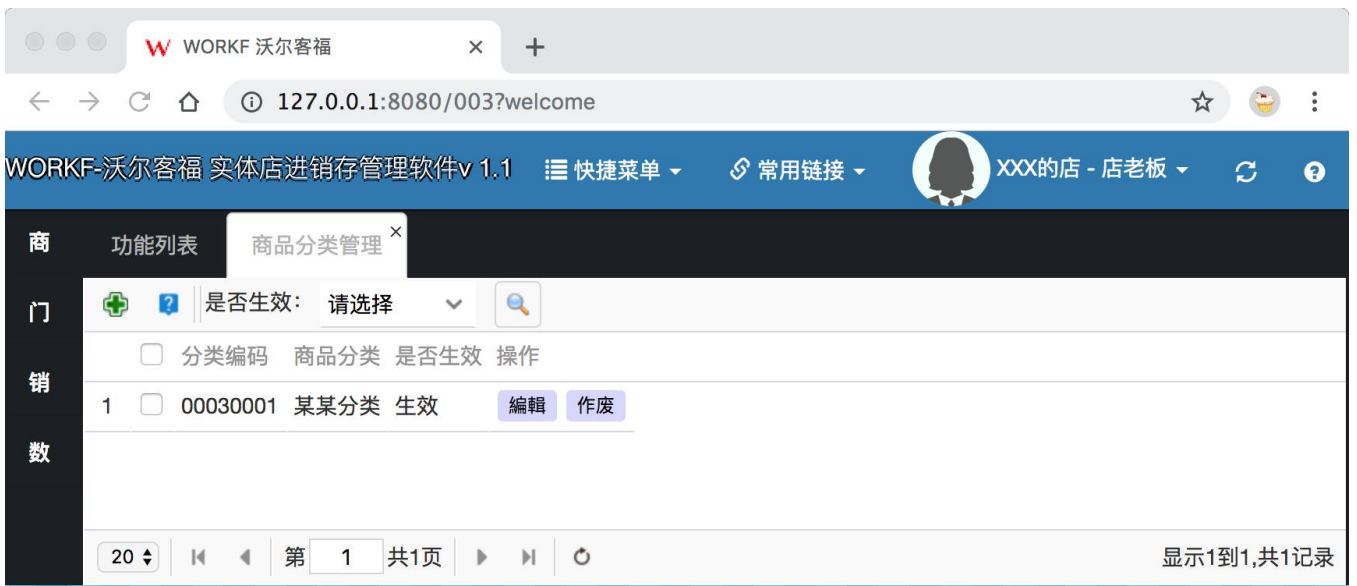 WORKF 沃尔客福
127.0.0.1:8080/003?welcome
WORKF-沃尔客福 实体店进销存管理软件v 1.1 快捷菜单 常用链接 XXX的店 - 店老板
商 功能列表 商品分类管理
门 是否生效： 请选择
分类编码 商品分类 是否生效 操作
销
1 00030001 某某分类 生效 编輯 作废
数
20 第 1 共1页 显示1到1,共1记录